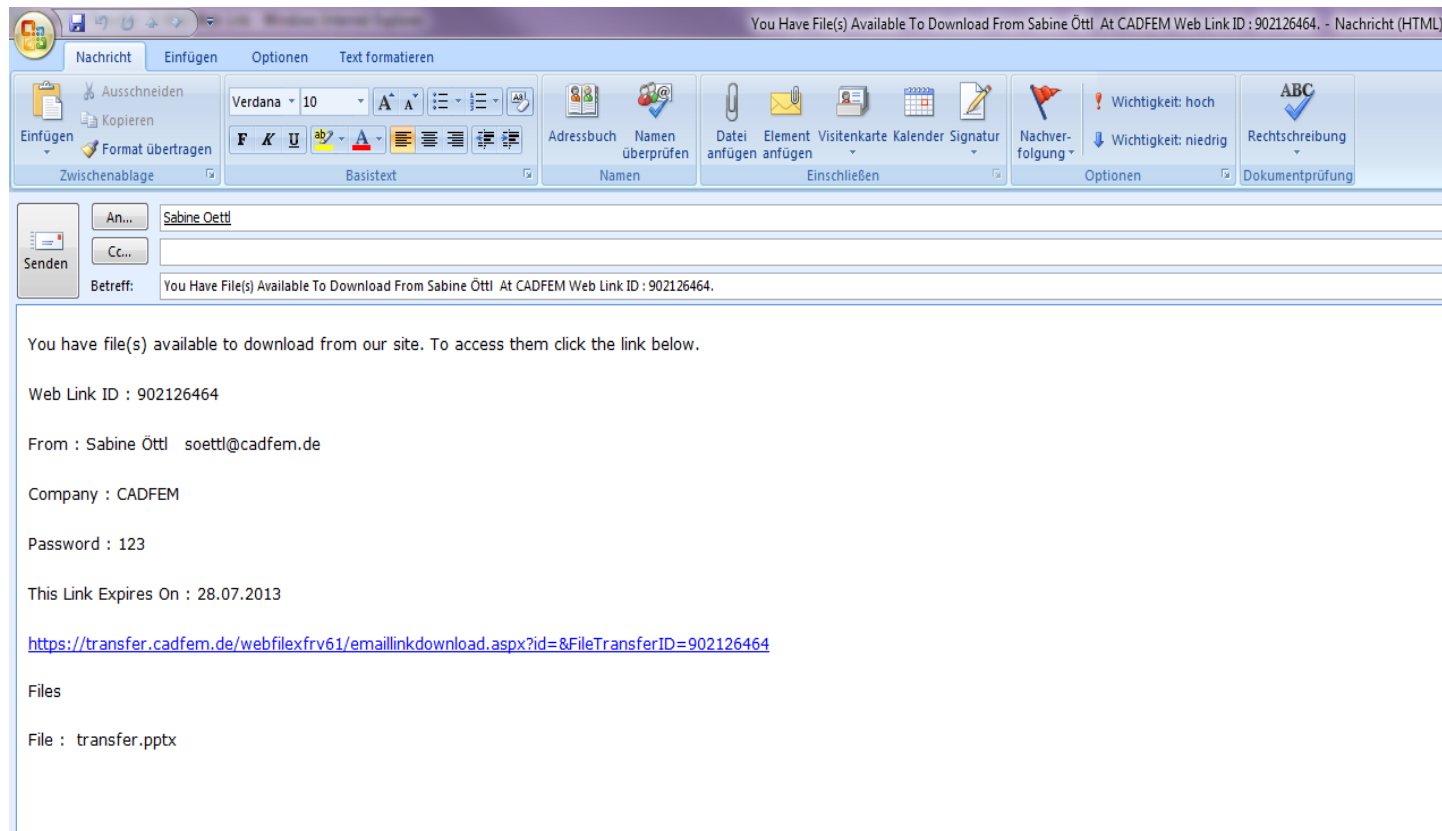 You Have File(s) Available To Download From Sabine Öttl At CADFEM Web Link ID : 902126464. - Nachricht (HTML)
Nachricht Einfügen Optionen Text formatieren
Einfügen
Ausschneiden
Kopieren
Format übertragen
Zwischenablage
Verdana 10
F K U
Basistext
Adressbuch
Namen überprüfen
Namen
Datei anfügen
Element anfügen
Visitenkarte
Kalender
Signatur
Einschließen
Nachver-
folgung
Wichtigkeit: hoch
Wichtigkeit: niedrig
Optionen
ABC
Rechtschreibung
Dokumentprüfung
Senden
An... Sabine Oettl
Cc...
Betreff: You Have File(s) Available To Download From Sabine Öttl At CADFEM Web Link ID : 902126464.
You have file(s) available to download from our site. To access them click the link below.
Web Link ID : 902126464
From : Sabine Öttl soettl@cadfem.de
Company : CADFEM
Password : 123
This Link Expires On : 28.07.2013
https://transfer.cadfem.de/webfilexfrv61/emaillinkdownload.aspx?id=&FileTransferID=902126464
Files
File : transfer.pptx